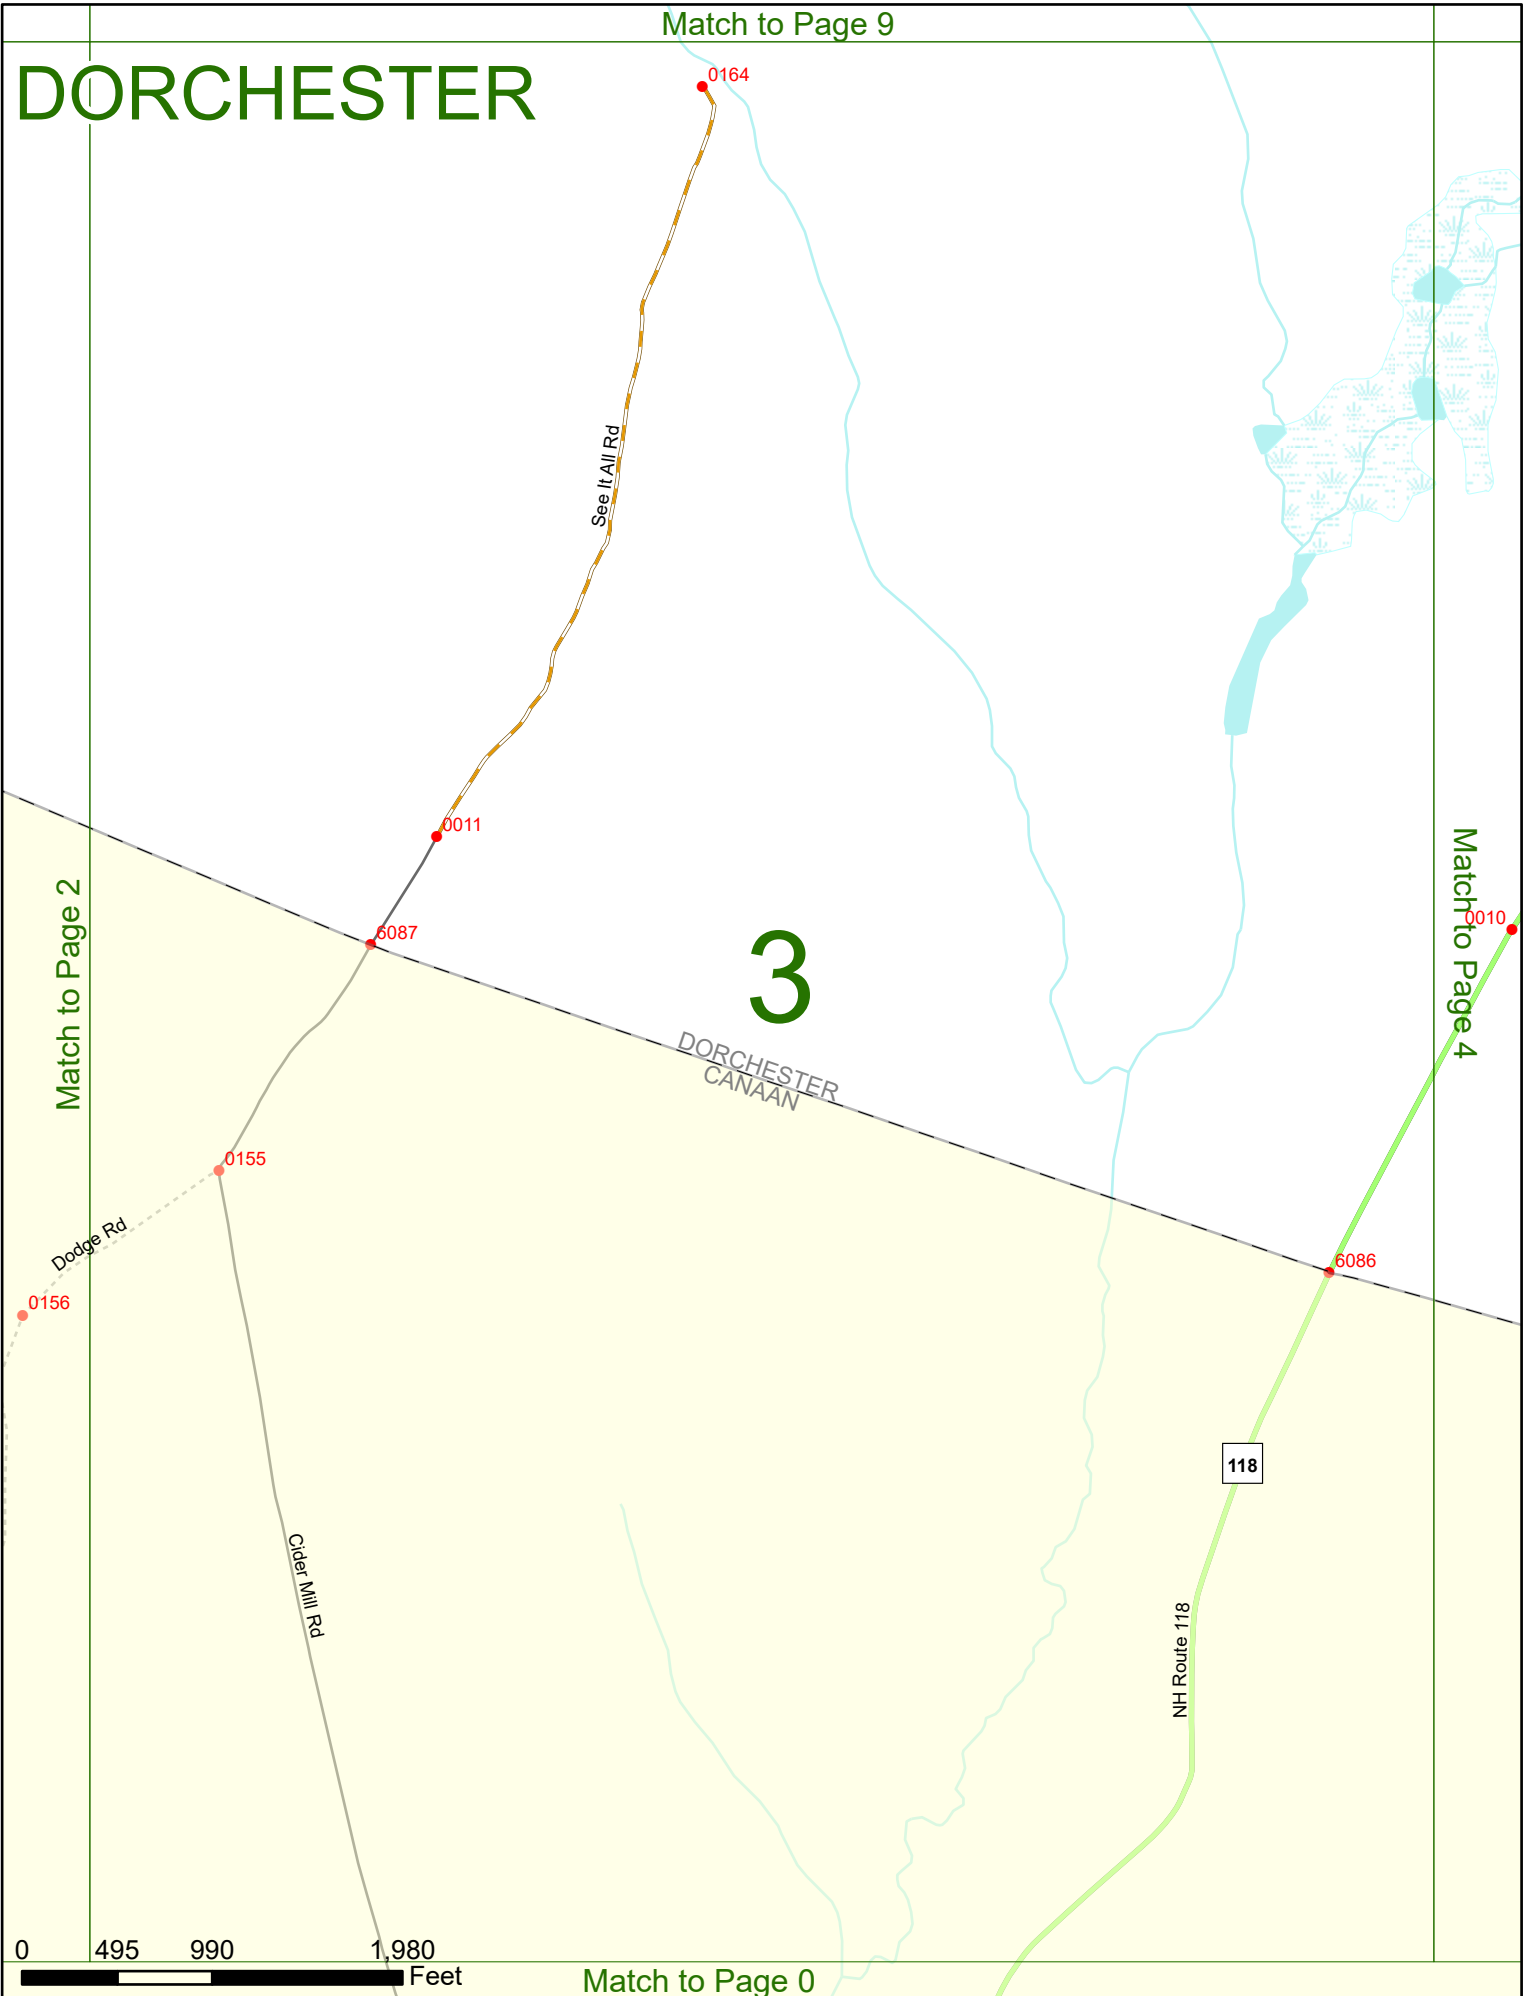 Match to Page 9
DORCHESTER
0164
See It All Rd
0011
Match to Page 2
6087
3
0010
Match to Page 4
DORCHESTER
CANAAN
0155
Dodge Rd
6086
0156
118
Cider Mill Rd
NH Route 118
0 495 990 1,980
Feet
Match to Page 0